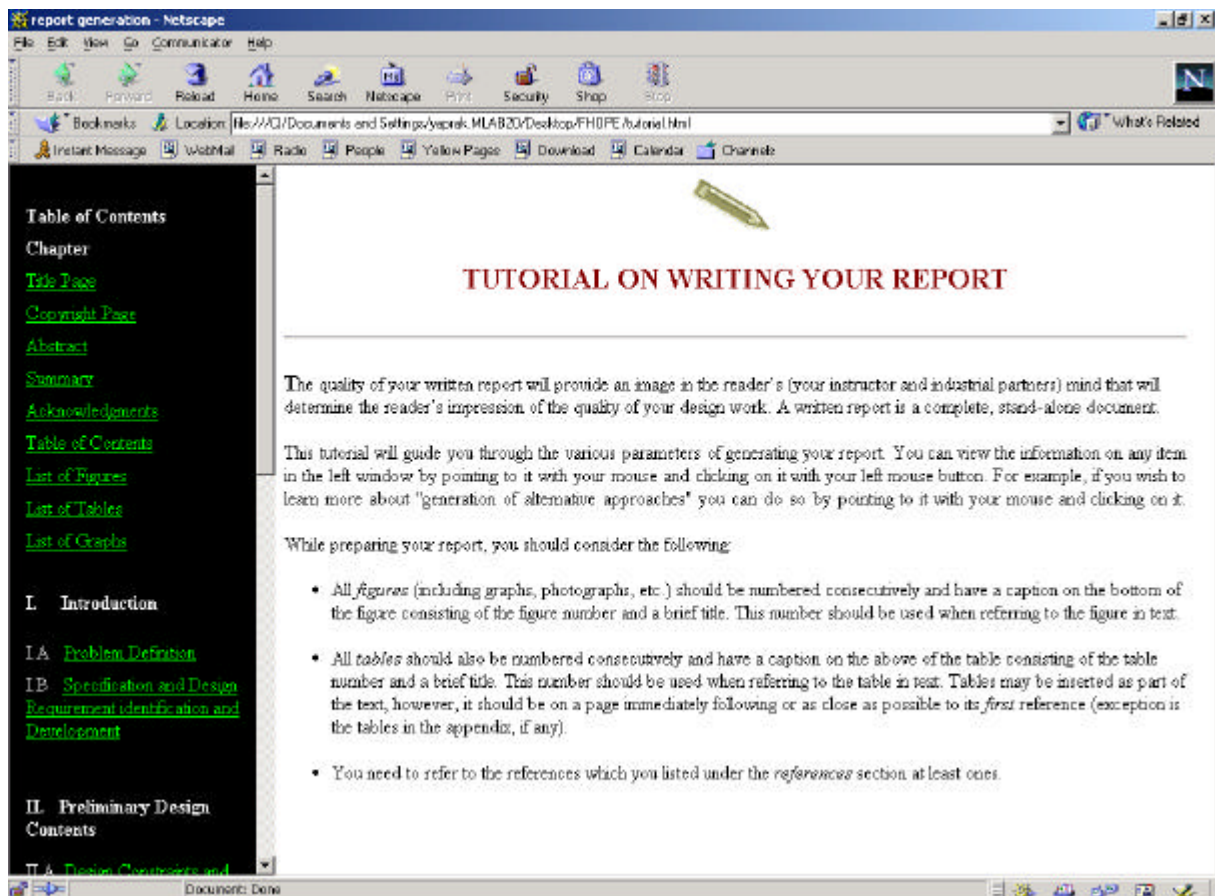 report generation - Netscape
File Edit View Go Communicator Help
Back Forward Reload Home Search Netscape Print Security Shop Stop
Bookmarks Location: file:///C|/Documents and Settings/yaprak.MLAB20/Desktop/FHOPE/tutorial.html What's Related
Instant Message WebMail Radio People Yellow Pages Download Calendar Channels
Table of Contents
Chapter
Title Page
Copyright Page
Abstract
Summary
Acknowledgments
Table of Contents
List of Figures
List of Tables
List of Graphs
I. Introduction
I.A Problem Definition
I.B Specification and Design
Requirement identification and
Development
II. Preliminary Design
Contents
II.A Design Constraints and
TUTORIAL ON WRITING YOUR REPORT
The quality of your written report will provide an image in the reader's (your instructor and industrial partners) mind that will
determine the reader's impression of the quality of your design work. A written report is a complete, stand-alone document.
This tutorial will guide you through the various parameters of generating your report. You can view the information on any item
in the left window by pointing to it with your mouse and clicking on it with your left mouse button. For example, if you wish to
learn more about "generation of alternative approaches" you can do so by pointing to it with your mouse and clicking on it.
While preparing your report, you should consider the following:
• All figures (including graphs, photographs, etc.) should be numbered consecutively and have a caption on the bottom of
the figure consisting of the figure number and a brief title. This number should be used when referring to the figure in text.
• All tables should also be numbered consecutively and have a caption on the above of the table consisting of the table
number and a brief title. This number should be used when referring to the table in text. Tables may be inserted as part of
the text, however, it should be on a page immediately following or as close as possible to its first reference (exception is
the tables in the appendix, if any).
• You need to refer to the references which you listed under the references section at least ones.
Document: Done